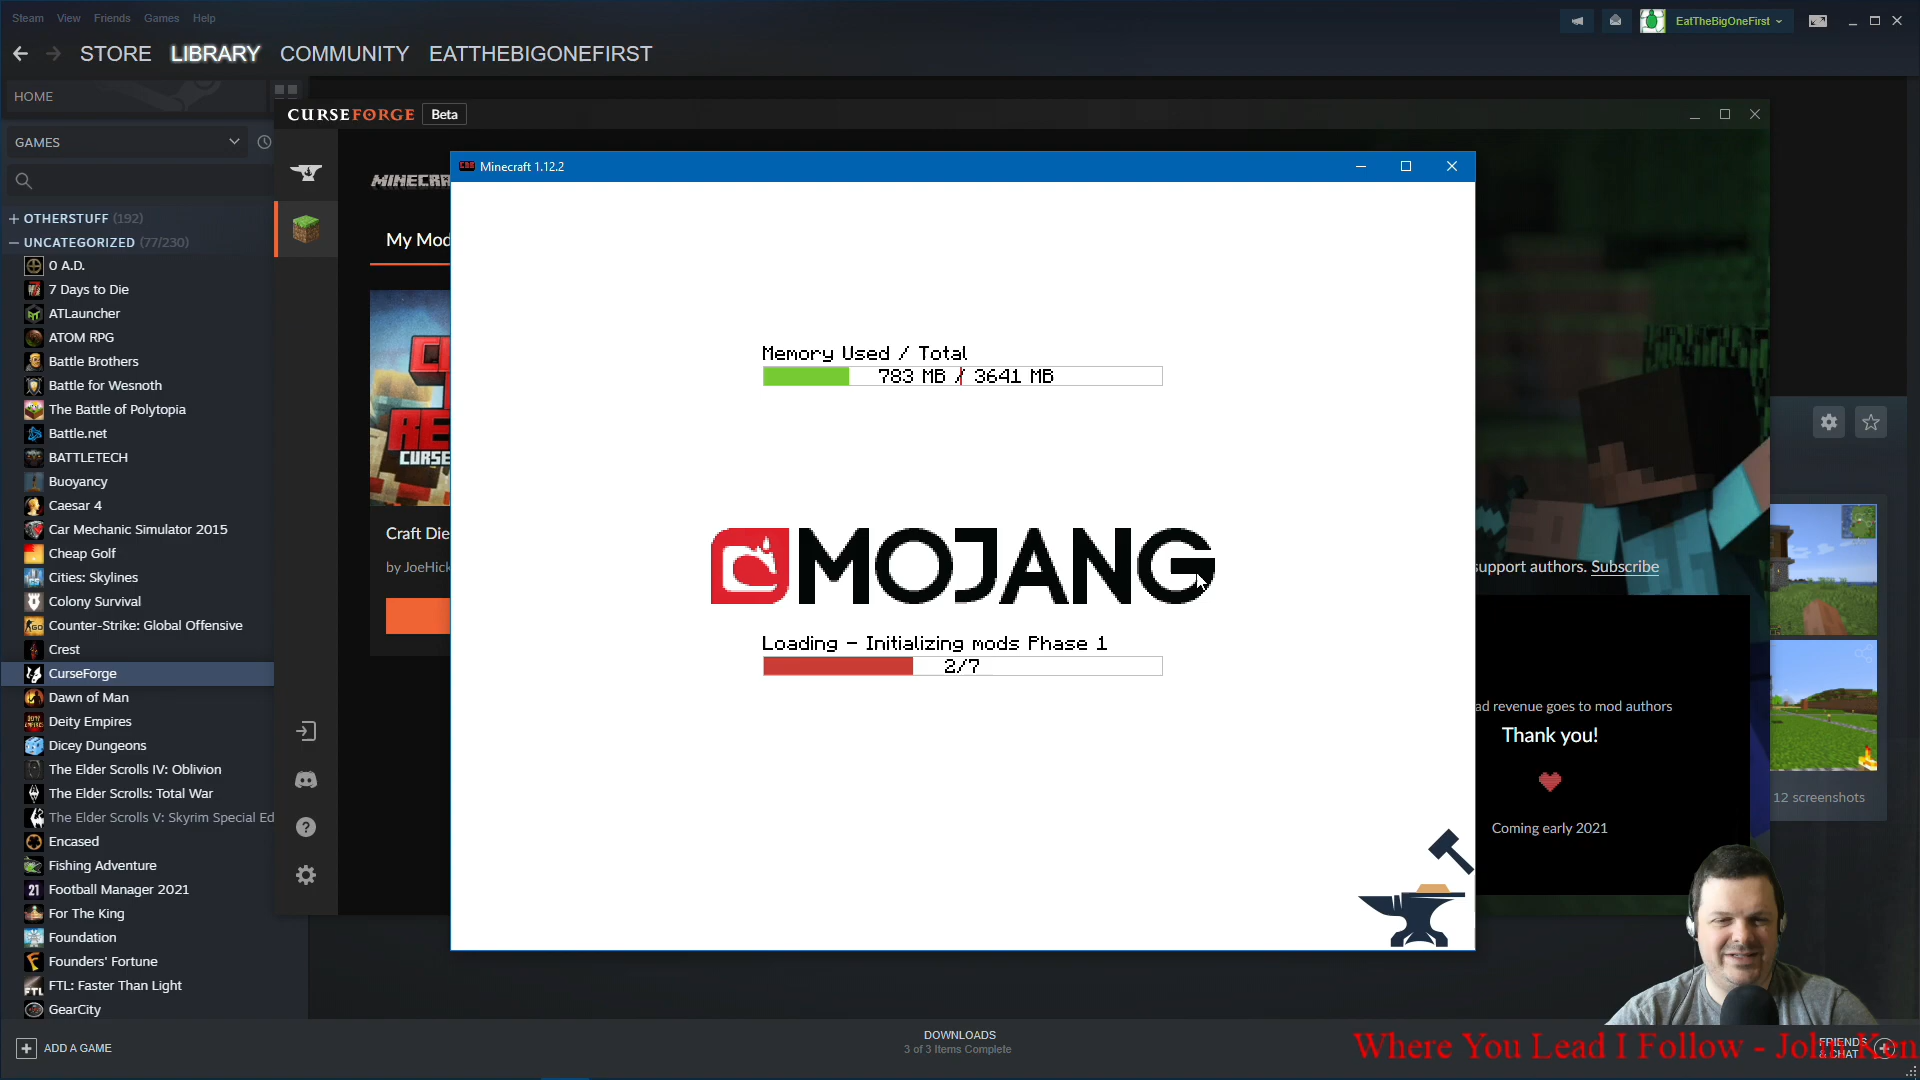 Steam View Friends Games Help
EatTheBigOneFirst
STORE LIBRARY COMMUNITY EATTHEBIGONEFIRST
HOME
CURSEFORGE Beta
GAMES
Minecraft 1.12.2
MINECRA
My Mod
OTHERSTUFF (192)
UNCATEGORIZED (77/230)
0 A.D.
7 Days to Die
ATLauncher
ATOM RPG
Battle Brothers
Battle for Wesnoth
The Battle of Polytopia
Battle.net
BATTLETECH
Buoyancy
Caesar 4
Car Mechanic Simulator 2015
Cheap Golf
Cities: Skylines
Colony Survival
Counter-Strike: Global Offensive
Crest
CurseForge
Dawn of Man
Deity Empires
Dicey Dungeons
The Elder Scrolls IV: Oblivion
The Elder Scrolls: Total War
The Elder Scrolls V: Skyrim Special Ed
Encased
Fishing Adventure
Football Manager 2021
For The King
Foundation
Founders' Fortune
FTL: Faster Than Light
GearCity
RE
CURSE
Craft Die
by JoeHick
Memory Used / Total
783 MB / 3641 MB
MOJANG
Loading - Initializing mods Phase 1
2/7
support authors. Subscribe
ad revenue goes to mod authors
Thank you!
Coming early 2021
12 screenshots
ADD A GAME
DOWNLOADS
3 of 3 Items Complete
FRIENDS
& CHAT
Where You Lead I Follow - John Ken